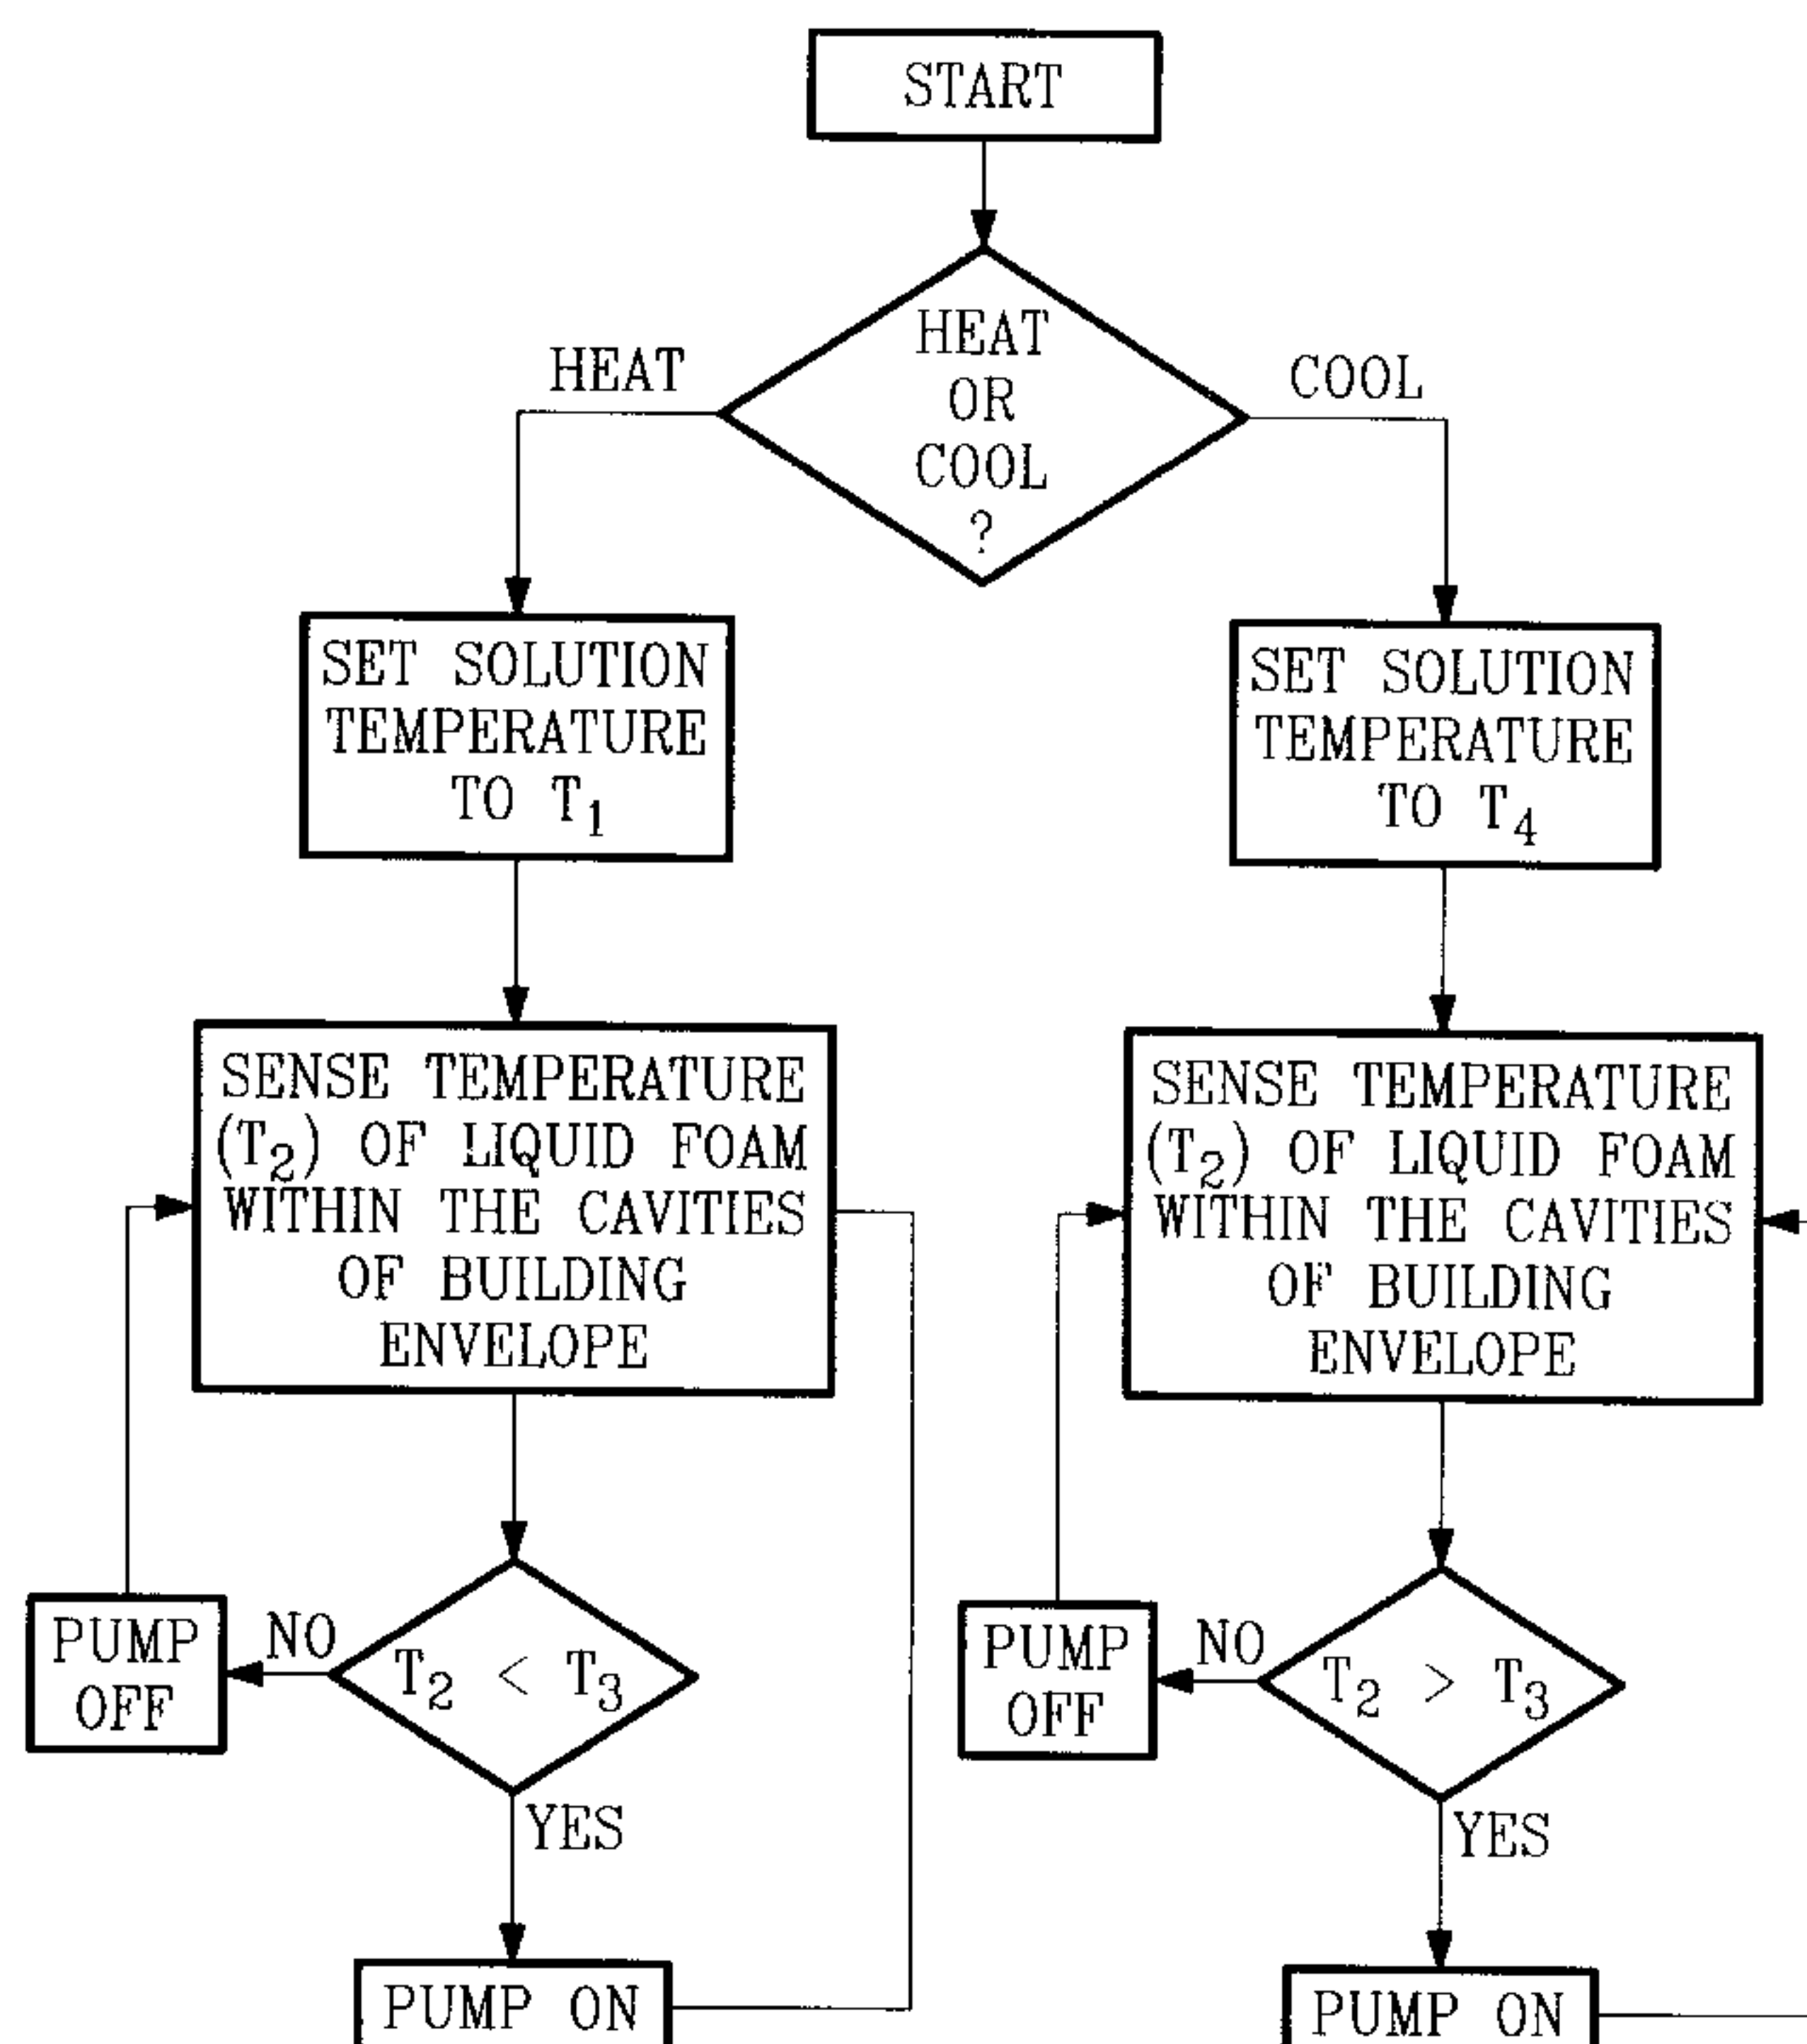 START
HEAT
OR
COOL
?
HEAT
COOL
SET SOLUTION
TEMPERATURE
TO T₁
SET SOLUTION
TEMPERATURE
TO T₄
SENSE TEMPERATURE
(T₂) OF LIQUID FOAM
WITHIN THE CAVITIES
OF BUILDING
ENVELOPE
SENSE TEMPERATURE
(T₂) OF LIQUID FOAM
WITHIN THE CAVITIES
OF BUILDING
ENVELOPE
PUMP
OFF
NO
T₂ < T₃
YES
PUMP ON
PUMP
OFF
NO
T₂ > T₃
YES
PUMP ON